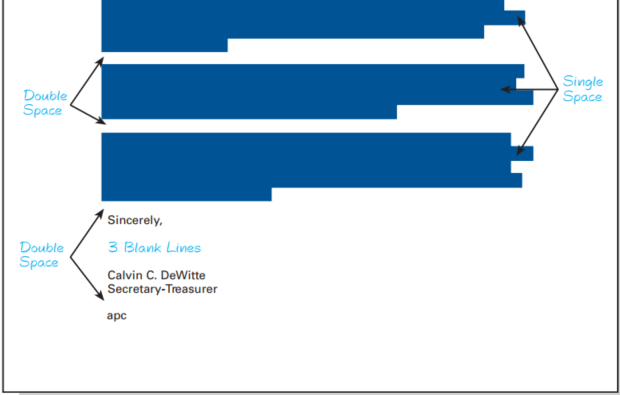 Double
Space
Single
Space
Sincerely,
Double
Space
3 Blank Lines
Calvin C. DeWitte
Secretary-Treasurer
apc